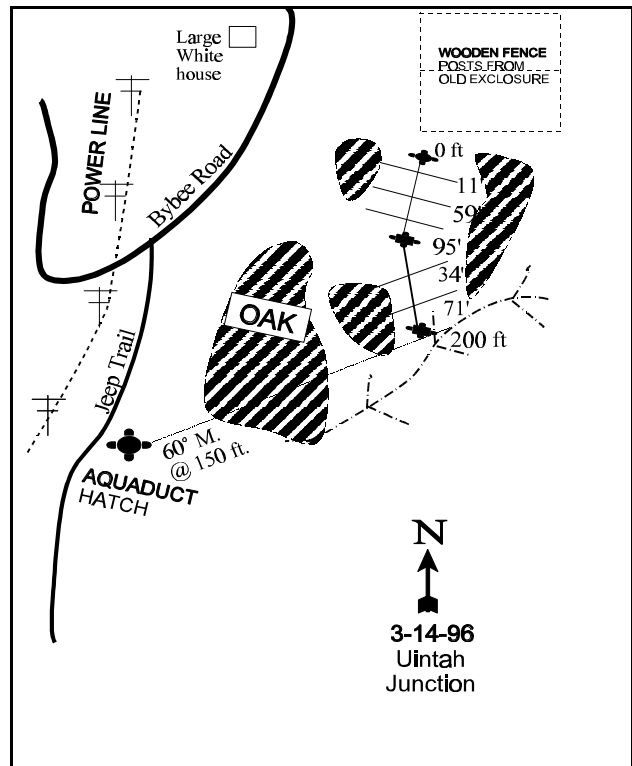 Large
White
house
WOODEN FENCE
POSTS FROM
OLD EXCLOSURE
POWER LINE
Bybee Road
0 ft
11'
59'
95'
34'
71'
200 ft
OAK
Jeep Trail
60° M.
@ 150 ft.
AQUADUCT
HATCH
N
3-14-96
Uintah
Junction